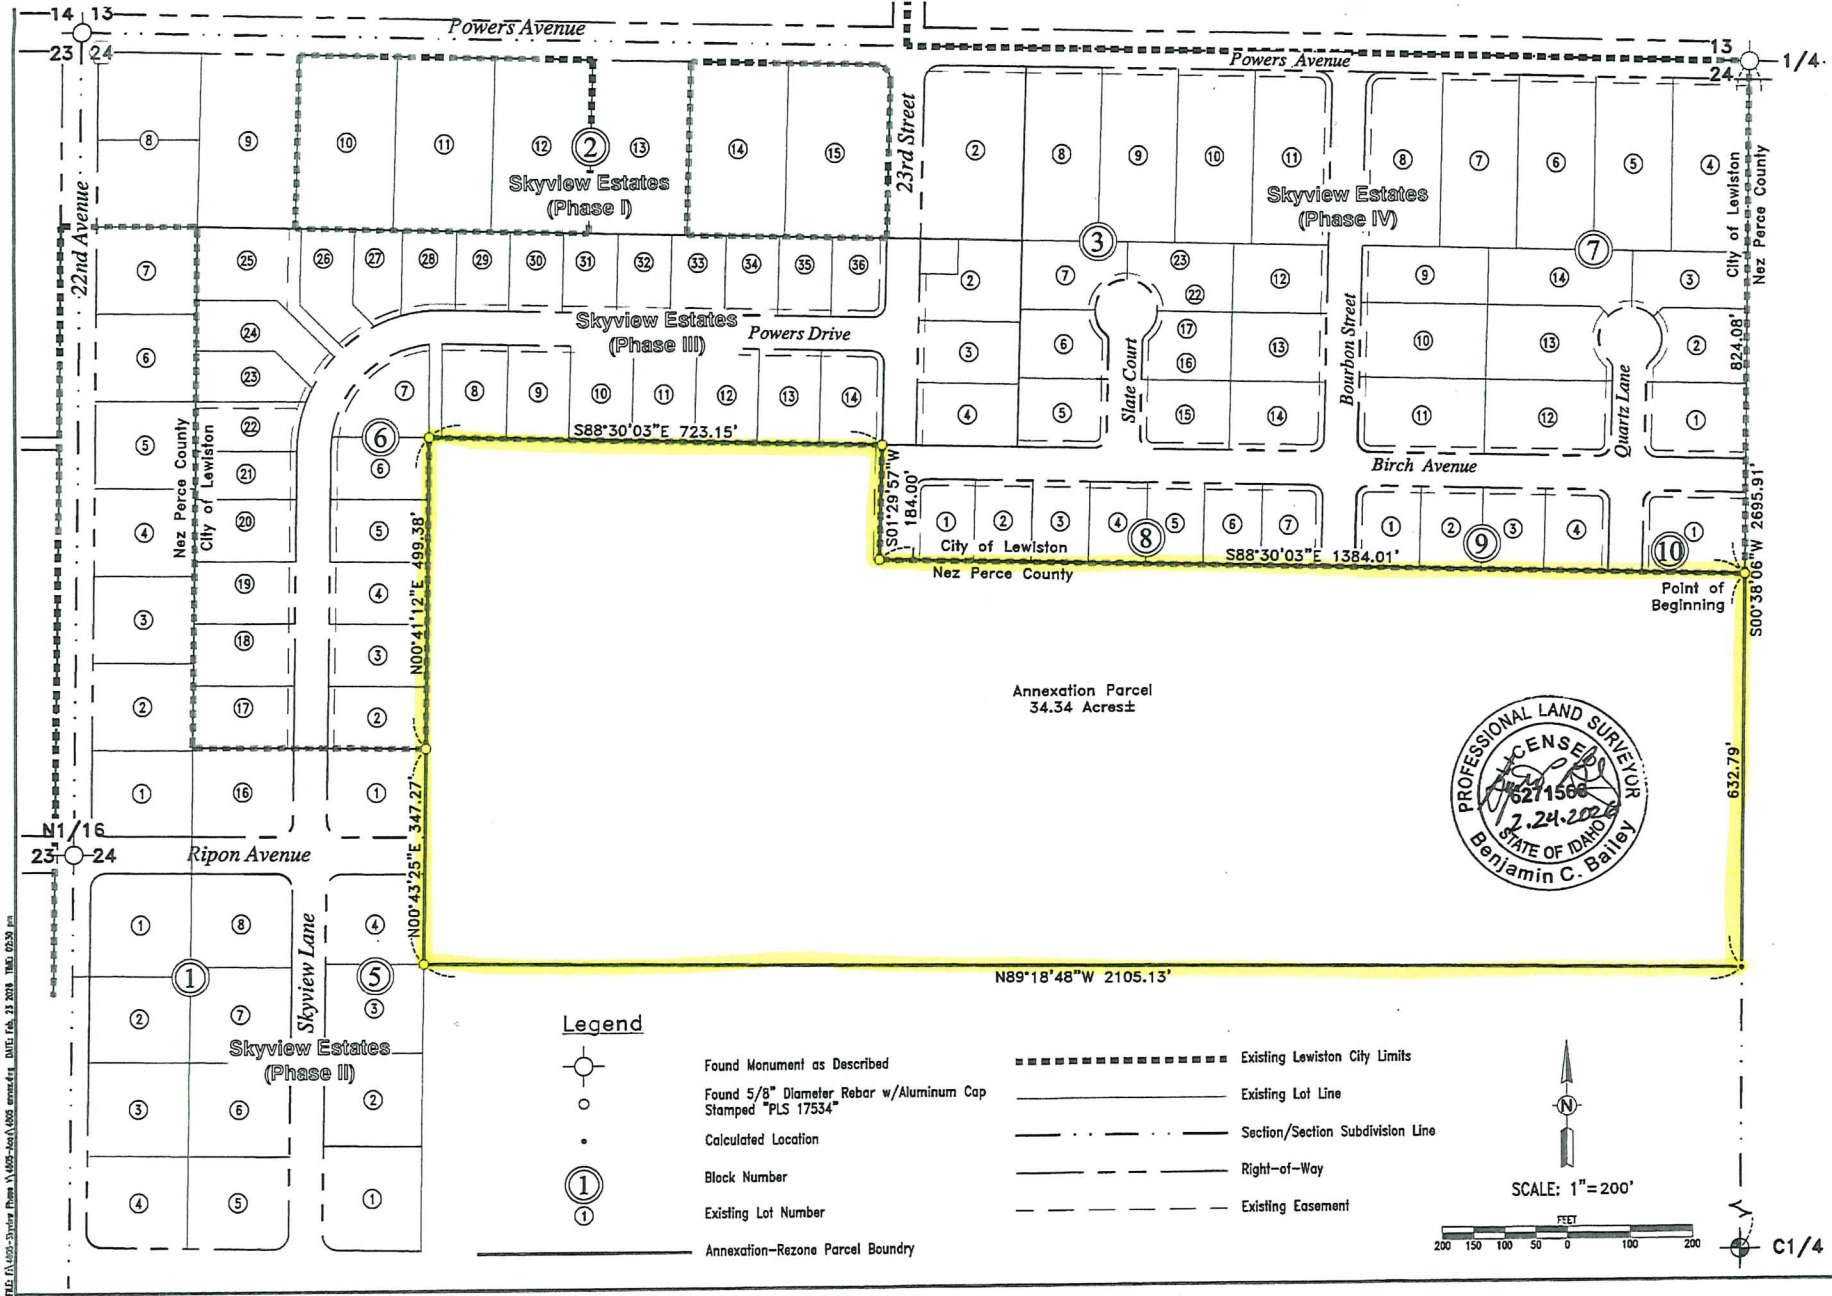 14 13
23 24
Powers Avenue
13
24
1/4
Powers Avenue
22nd Avenue
23rd Street
8
9
10
11
12
2
13
14
15
Skyview Estates
(Phase I)
2
8
9
10
11
Skyview Estates
(Phase IV)
8
7
6
5
4
City of Lewiston
Nez Perce County
3
7
7
25
26
27
28
29
30
31
32
33
34
35
36
2
7
23
22
12
9
14
3
24
Skyview Estates
(Phase III)
Powers Drive
6
23
3
6
17
16
13
Slate Court
Bourbon Street
10
13
Quartz Lane
2
824.08'
7
8
9
10
11
12
13
14
4
5
15
14
11
12
1
5
22
6
21
6
Nez Perce County
City of Lewiston
S88°30'03"E 723.15'
S01°29'57"W
184.00'
Birch Avenue
4
20
5
1
2
3
4
8
5
6
7
1
2
9
3
4
10
1
City of Lewiston
Nez Perce County
S88°30'03"E 1384.01'
Point of
Beginning
S00°38'06"W 2695.91'
N00°41'12"E 499.38'
3
19
4
18
3
2
17
2
Annexation Parcel
34.34 Acres±
1
16
1
N00°43'25"E 347.27'
632.79'
PROFESSIONAL LAND SURVEYOR
LICENSE
2.24.2026
STATE OF IDAHO
Benjamin C. Bailey
N1/16
23 24
Ripon Avenue
1
8
Skyview Lane
4
1
5
N89°18'48"W 2105.13'
2
7
3
Skyview Estates
(Phase II)
3
6
2
4
5
1
Legend
Found Monument as Described
Found 5/8" Diameter Rebar w/Aluminum Cap
Stamped "PLS 17534"
Calculated Location
1
Block Number
1
Existing Lot Number
Annexation-Rezone Parcel Boundry
Existing Lewiston City Limits
Existing Lot Line
Section/Section Subdivision Line
Right-of-Way
Existing Easement
N
SCALE: 1"=200'
FEET
200 150 100 50 0 100 200
C1/4